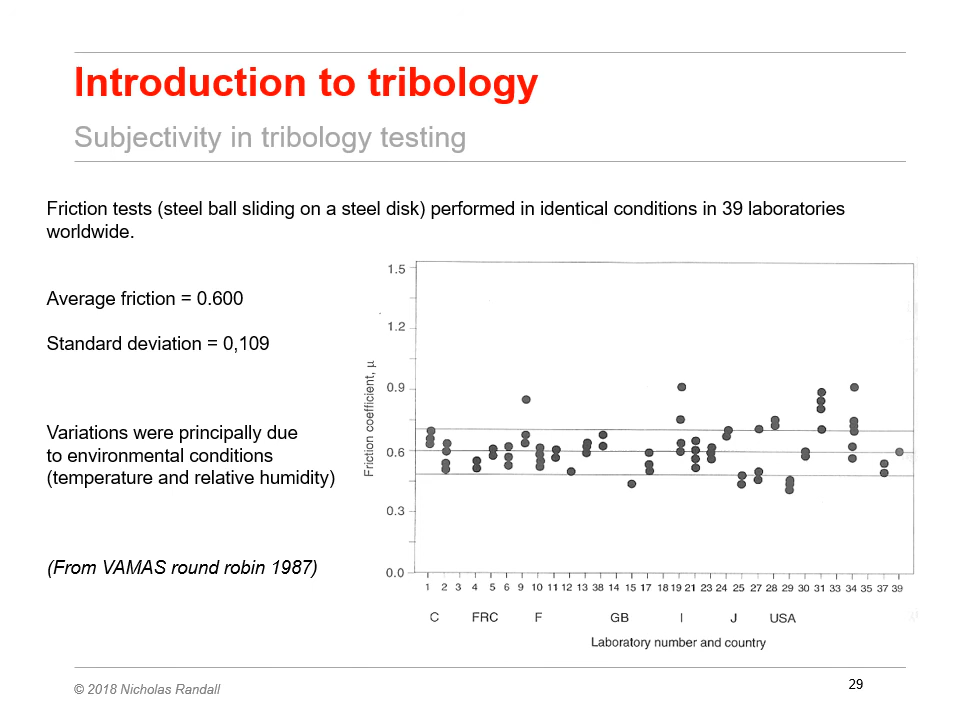 Introduction to tribology
Subjectivity in tribology testing
Friction tests (steel ball sliding on a steel disk) performed in identical conditions in 39 laboratories
worldwide.
Average friction = 0.600
Standard deviation = 0,109
Variations were principally due
to environmental conditions
(temperature and relative humidity)
(From VAMAS round robin 1987)
Friction coefficient, μ
1.5
1.2
0.9
0.6
0.3
0.0
1 2 3 4 5 6 9 10 11 12 13 38 14 15 17 18 19 21 23 24 25 27 28 29 30 31 33 34 35 37 39
C FRC F GB I J USA
Laboratory number and country
© 2018 Nicholas Randall
29